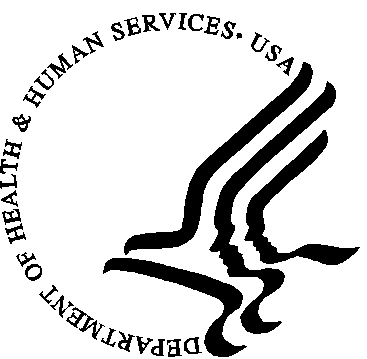 DEPARTMENT OF HEALTH & HUMAN SERVICES • USA